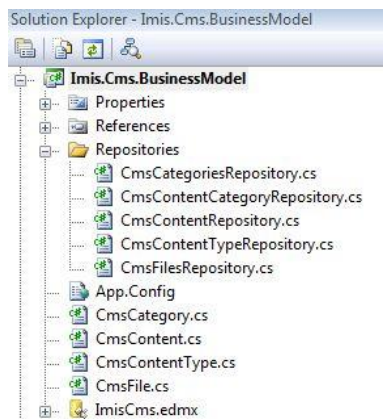 Solution Explorer - Imis.Cms.BusinessModel
Imis.Cms.BusinessModel
Properties
References
Repositories
CmsCategoriesRepository.cs
CmsContentCategoryRepository.cs
CmsContentRepository.cs
CmsContentTypeRepository.cs
CmsFilesRepository.cs
App.Config
CmsCategory.cs
CmsContent.cs
CmsContentType.cs
CmsFile.cs
ImisCms.edmx